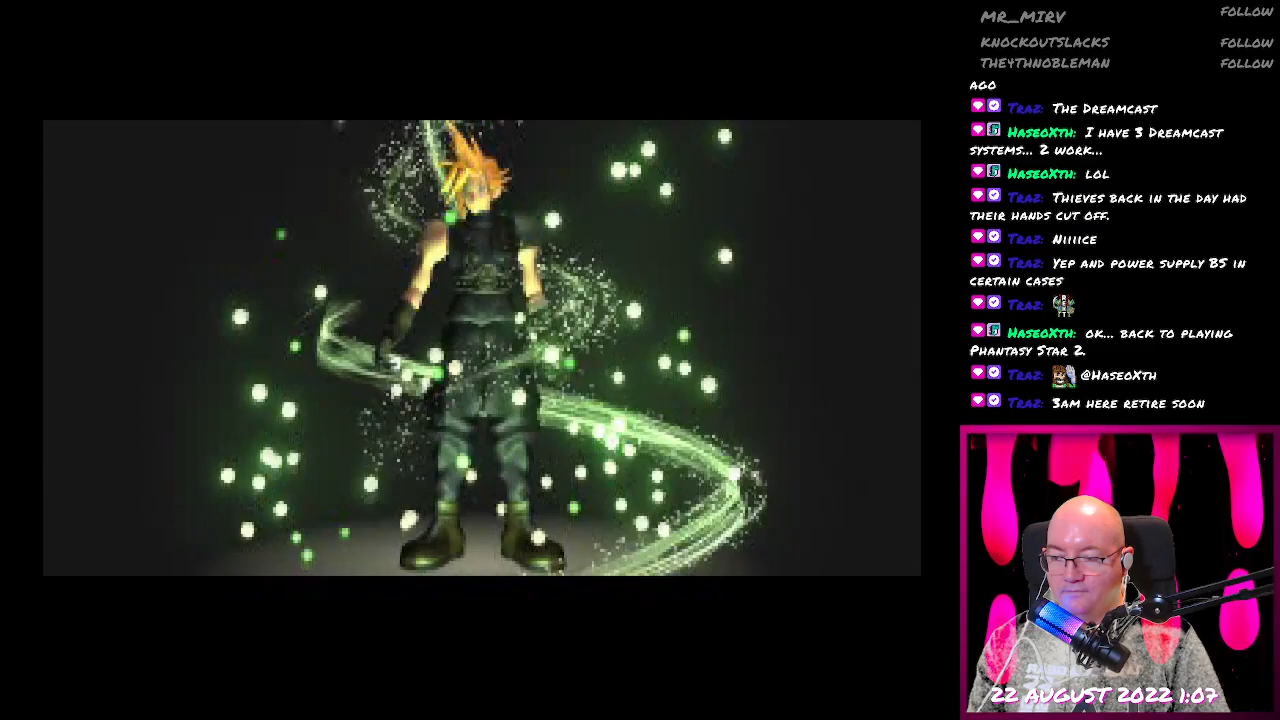 MR_MIRV FOLLOW
KNOCKOUTSLACKS FOLLOW
THE4THNOBLEMAN FOLLOW
AGO
TRAZ: THE DREAMCAST
HASEOXTH: I HAVE 3 DREAMCAST
SYSTEMS... 2 WORK...
HASEOXTH: LOL
TRAZ: THIEVES BACK IN THE DAY HAD
THEIR HANDS CUT OFF.
TRAZ: NIIIICE
TRAZ: YEP AND POWER SUPPLY BS IN
CERTAIN CASES
TRAZ:
HASEOXTH: OK... BACK TO PLAYING
PHANTASY STAR 2.
TRAZ: @HASEOXTH
TRAZ: 3AM HERE RETIRE SOON
22 AUGUST 2022 1:07